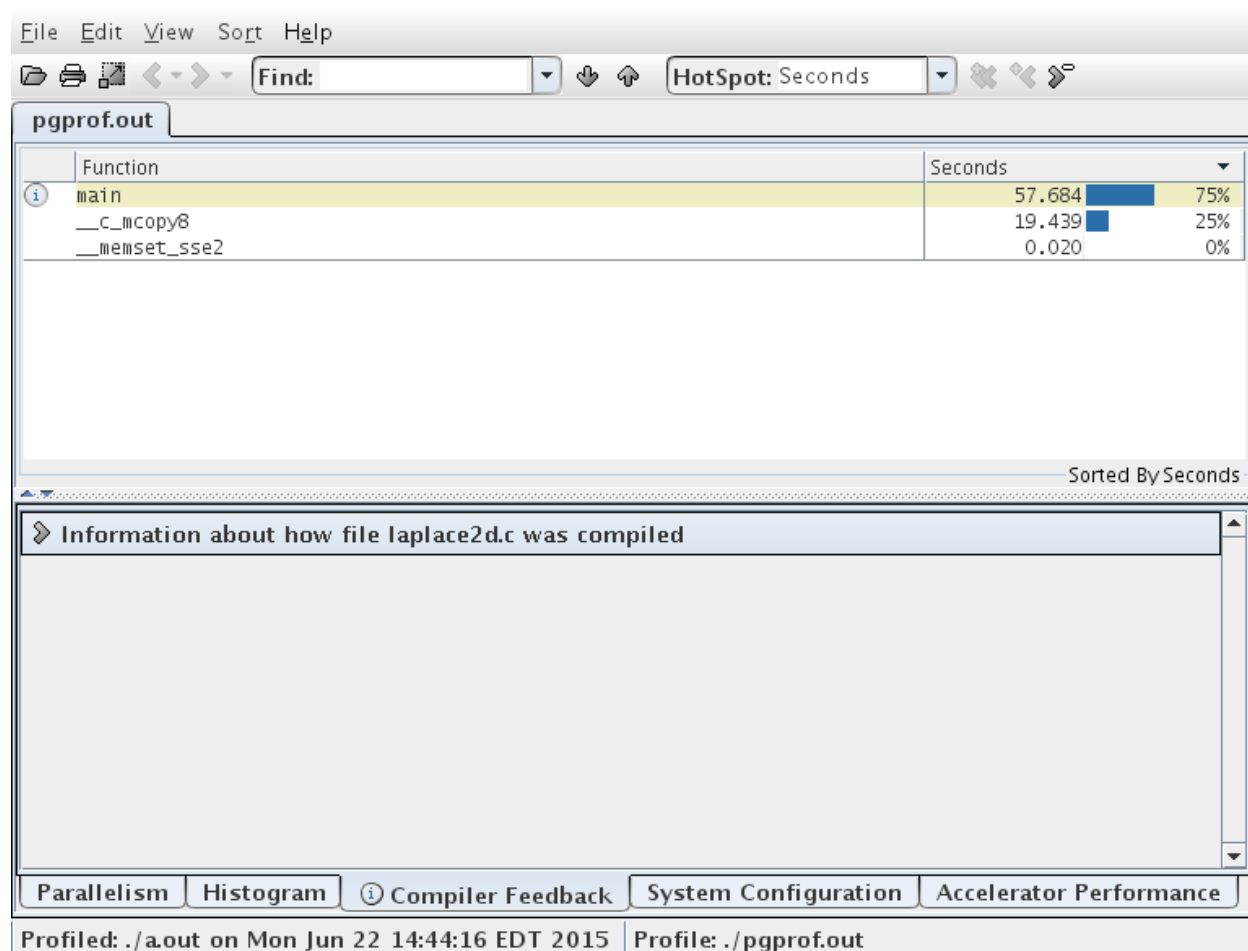 File Edit View Sort Help
Find: HotSpot: Seconds
pgprof.out
Function Seconds
main 57.684 75%
__c_mcopy8 19.439 25%
__memset_sse2 0.020 0%
Sorted By Seconds
Information about how file laplace2d.c was compiled
Parallelism Histogram Compiler Feedback System Configuration Accelerator Performance
Profiled: ./a.out on Mon Jun 22 14:44:16 EDT 2015 Profile: ./pgprof.out